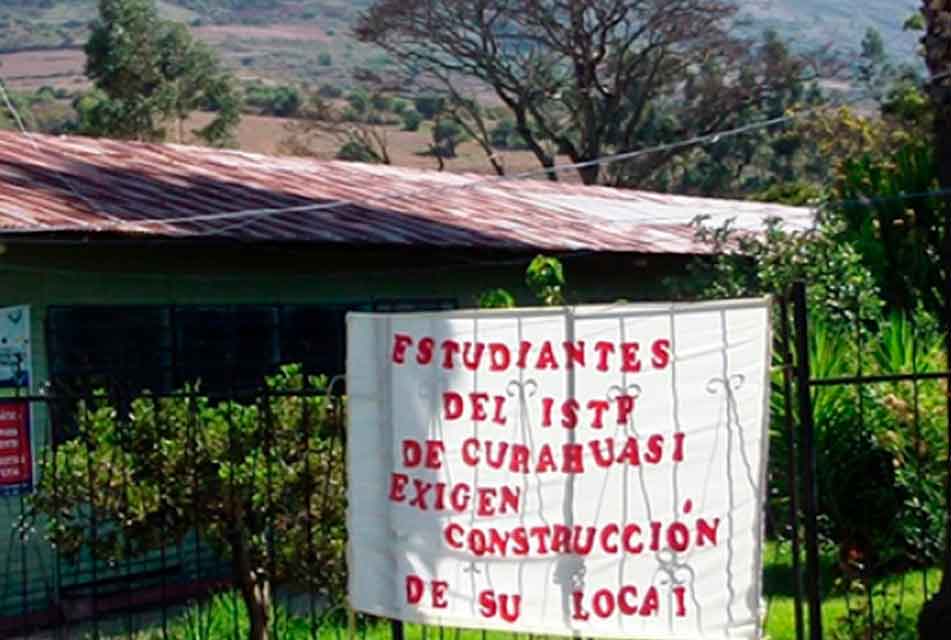 ESTUDIANTES
DEL ISTP
DE CURAHUASI
EXIGEN
CONSTRUCCIÓN
DE SU LOCAl